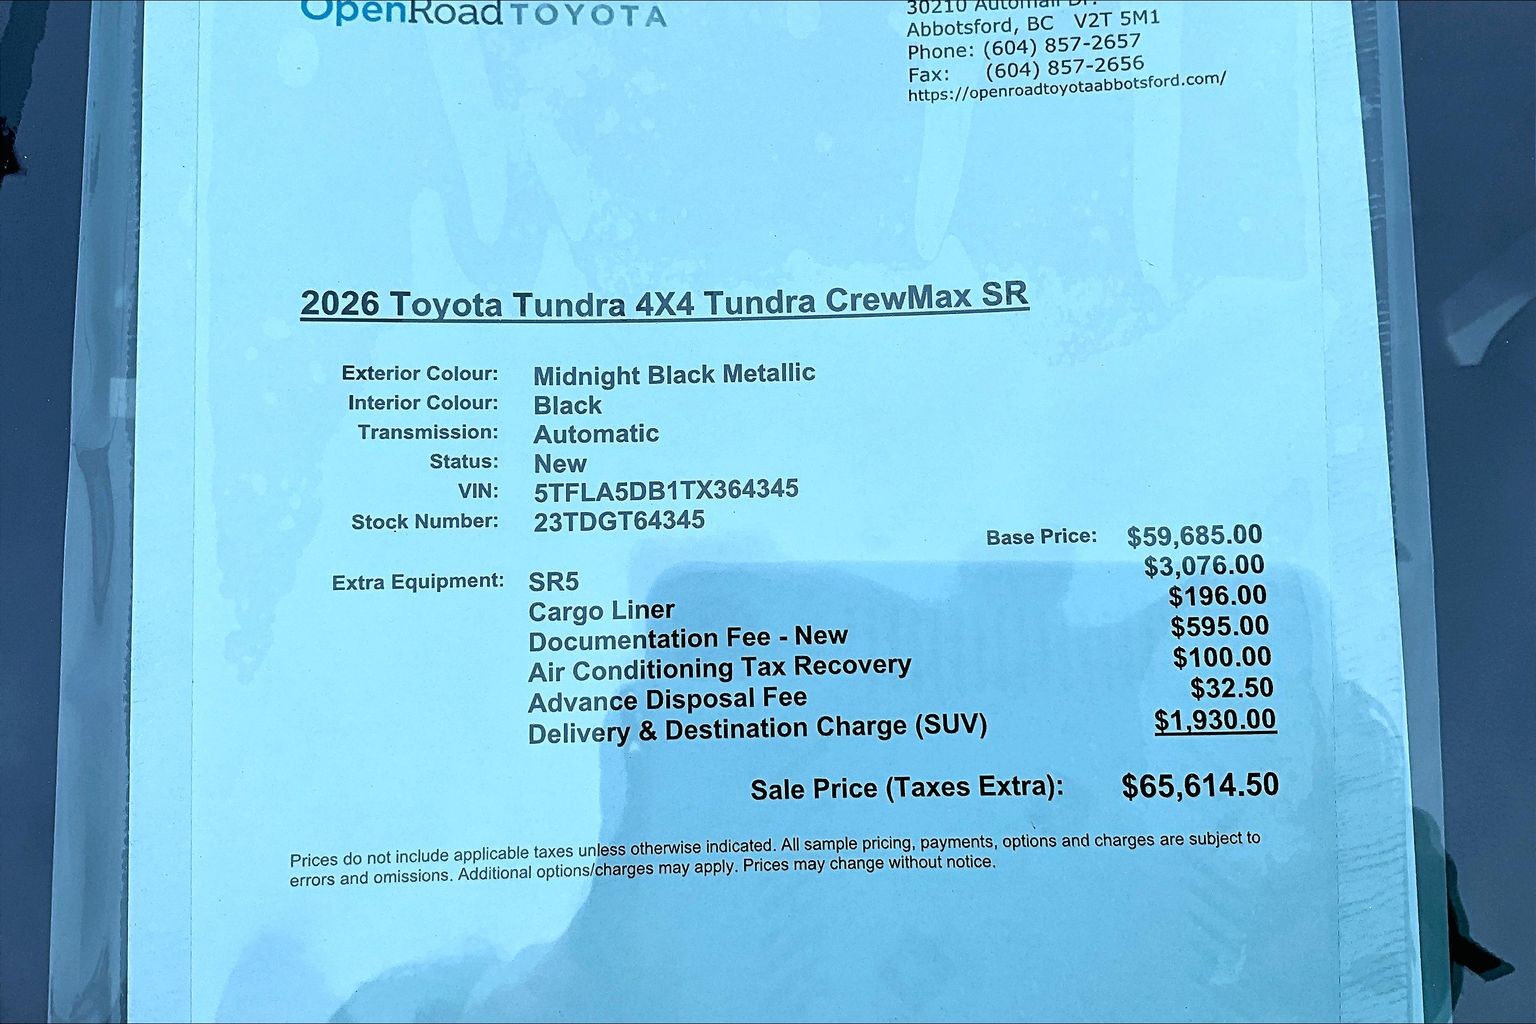 OpenRoad TOYOTA
30210 Automall Dr.
Abbotsford, BC V2T 5M1
Phone: (604) 857-2657
Fax: (604) 857-2656
https://openroadtoyotaabbotsford.com/
2026 Toyota Tundra 4X4 Tundra CrewMax SR
Exterior Colour: Midnight Black Metallic
Interior Colour: Black
Transmission: Automatic
Status: New
VIN: 5TFLA5DB1TX364345
Stock Number: 23TDGT64345
Base Price: $59,685.00
Extra Equipment: SR5 $3,076.00
Cargo Liner $196.00
Documentation Fee - New $595.00
Air Conditioning Tax Recovery $100.00
Advance Disposal Fee $32.50
Delivery & Destination Charge (SUV) $1,930.00
Sale Price (Taxes Extra): $65,614.50
Prices do not include applicable taxes unless otherwise indicated. All sample pricing, payments, options and charges are subject to
errors and omissions. Additional options/charges may apply. Prices may change without notice.